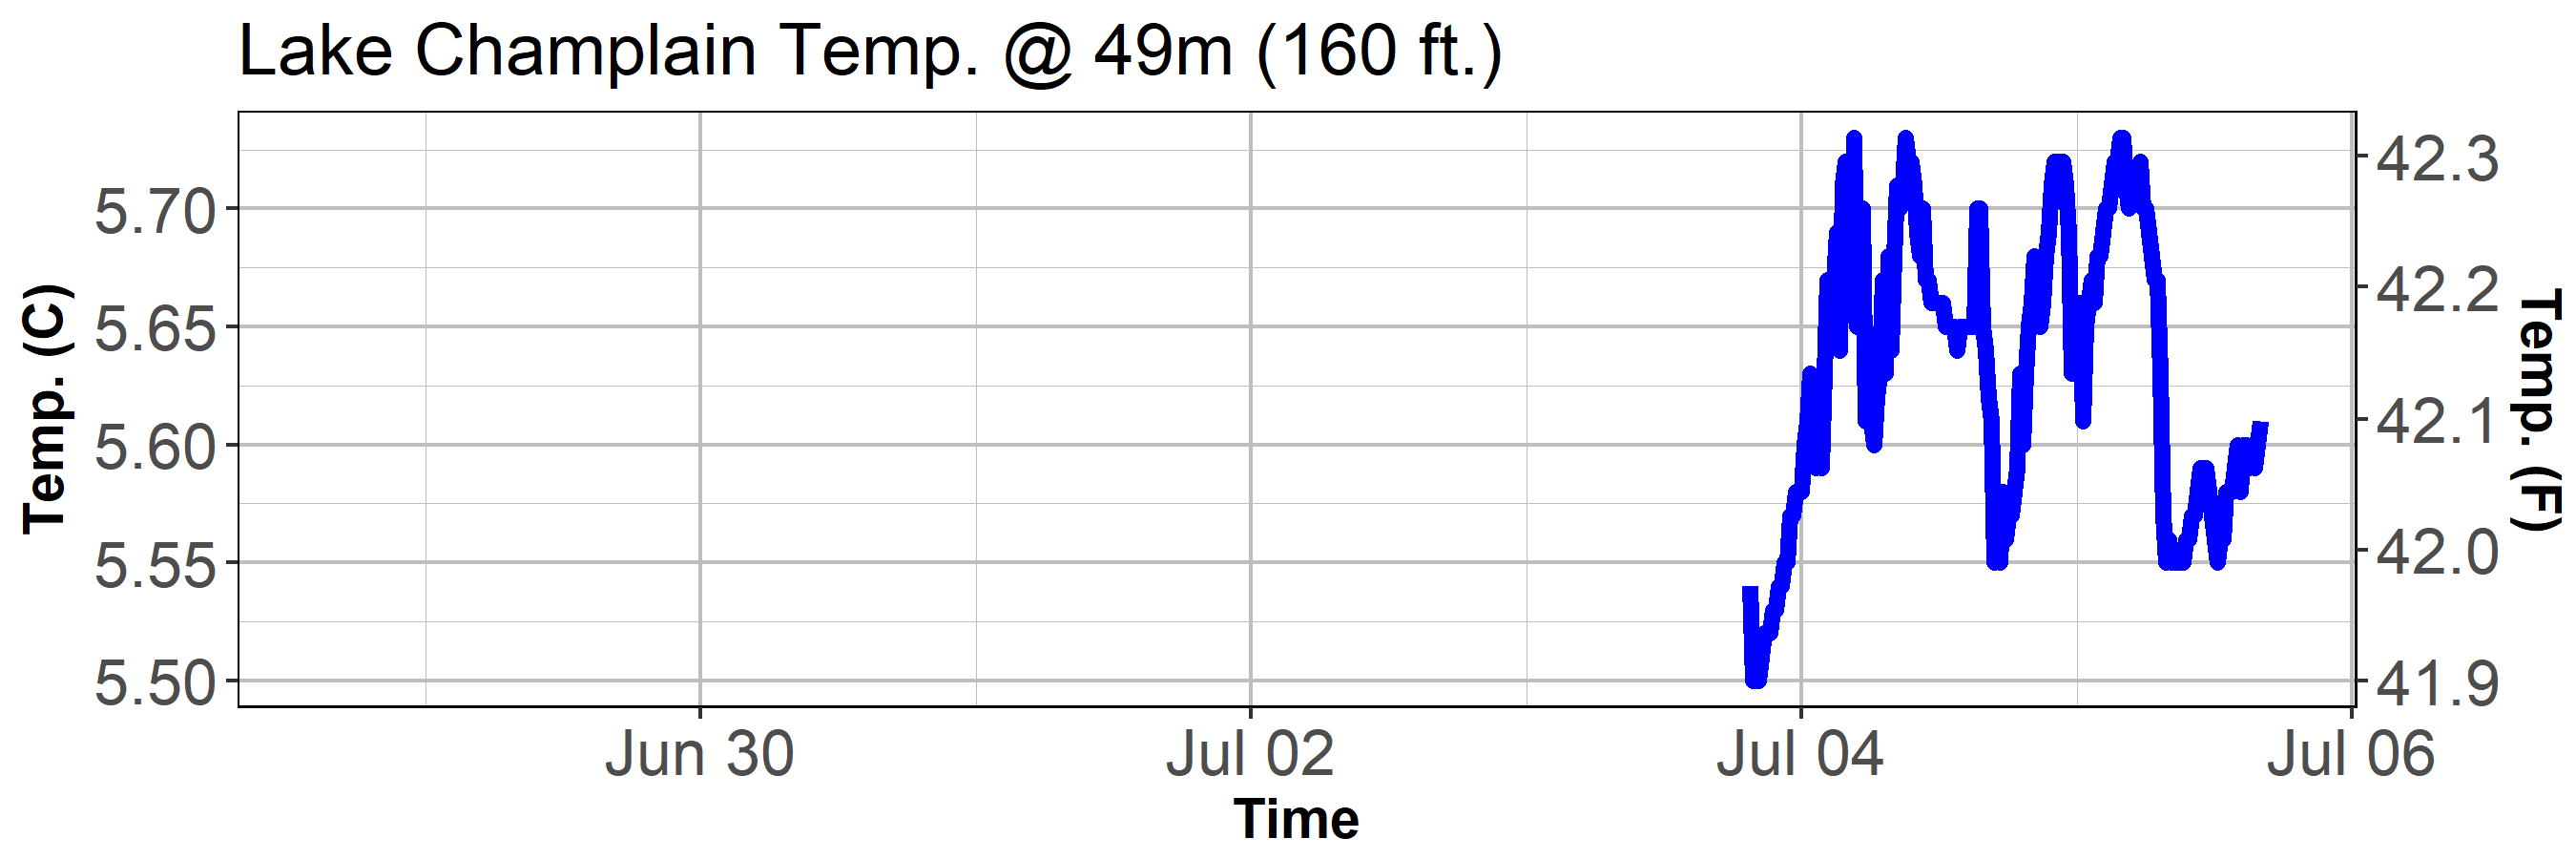 Lake Champlain Temp. @ 49m (160 ft.)
Temp. (C)
5.70
5.65
5.60
5.55
5.50
42.3
42.2
42.1
42.0
41.9
Temp. (F)
Jun 30 Jul 02 Jul 04 Jul 06
Time